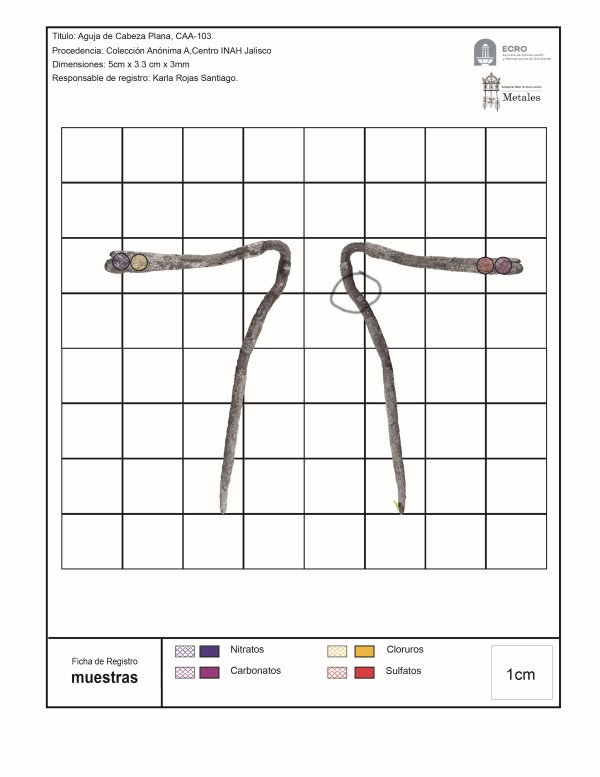 Titulo: Aguja de Cabeza Plana, CAA-103.
Procedencia: Colección Anónima A,Centro INAH Jalisco
Dimensiones: 5cm x 3.3 cm x 3mm
Responsable de registro: Karla Rojas Santiago.
ECRO
Escuela de Conservación
y Restauración de Occidente
Metales
Ficha de Registro
muestras
Nitratos
Carbonatos
Cloruros
Sulfatos
1cm